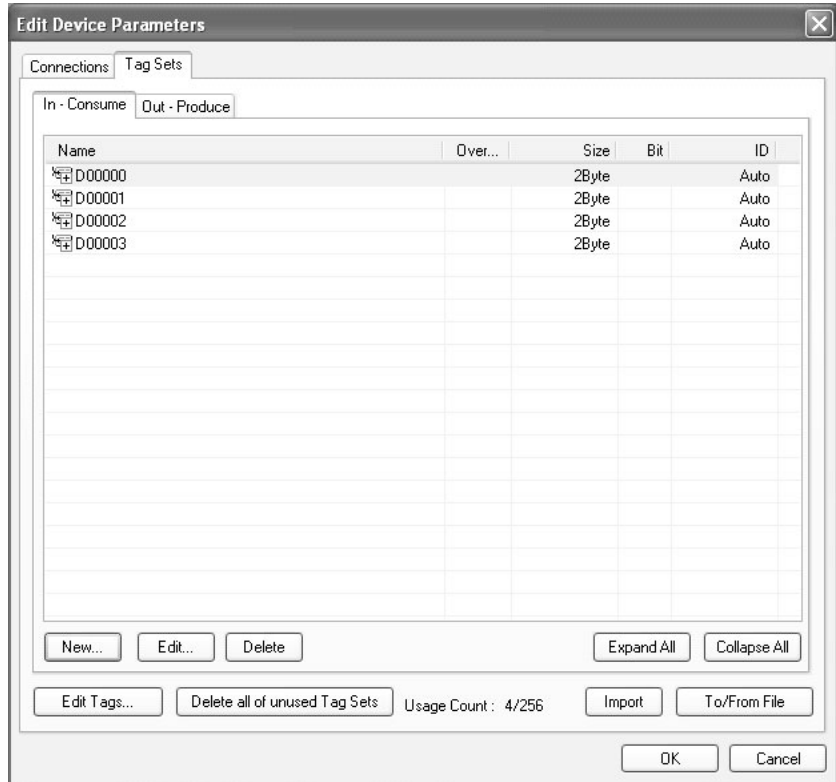 Edit Device Parameters
Connections Tag Sets
In - Consume Out - Produce
Name Over... Size Bit ID
D00000 2Byte Auto
D00001 2Byte Auto
D00002 2Byte Auto
D00003 2Byte Auto
New... Edit... Delete Expand All Collapse All
Edit Tags... Delete all of unused Tag Sets Usage Count : 4/256 Import To/From File
OK Cancel